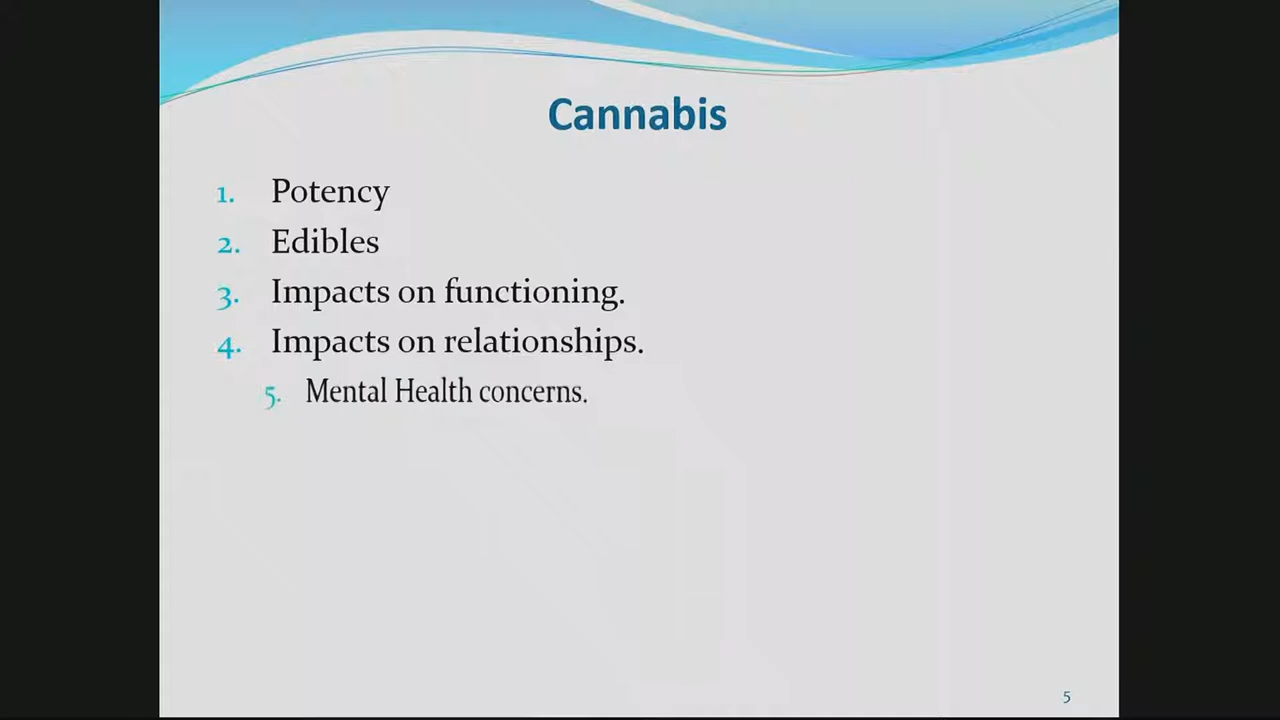 Cannabis
1. Potency
2. Edibles
3. Impacts on functioning.
4. Impacts on relationships.
5. Mental Health concerns.
5